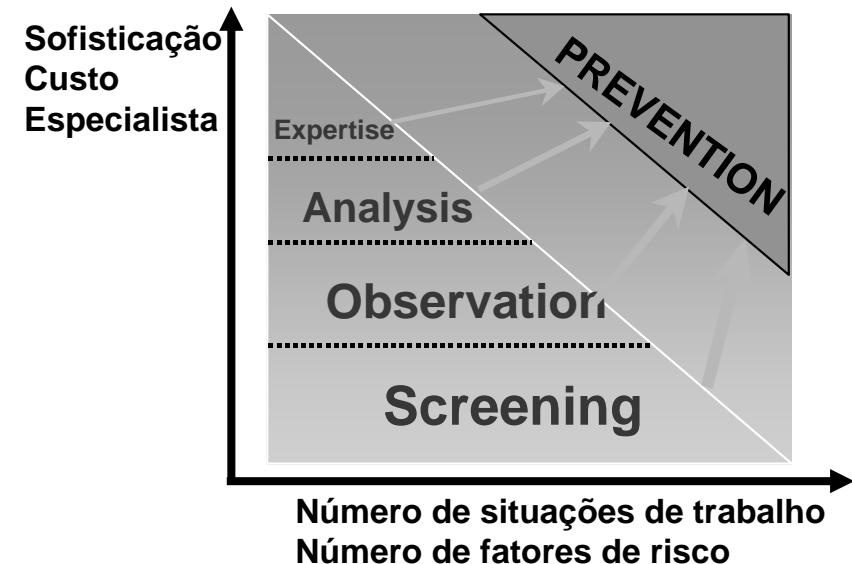 Sofisticação
Custo
Especialista
PREVENTION
Expertise
Analysis
Observation
Screening
Número de situações de trabalho
Número de fatores de risco